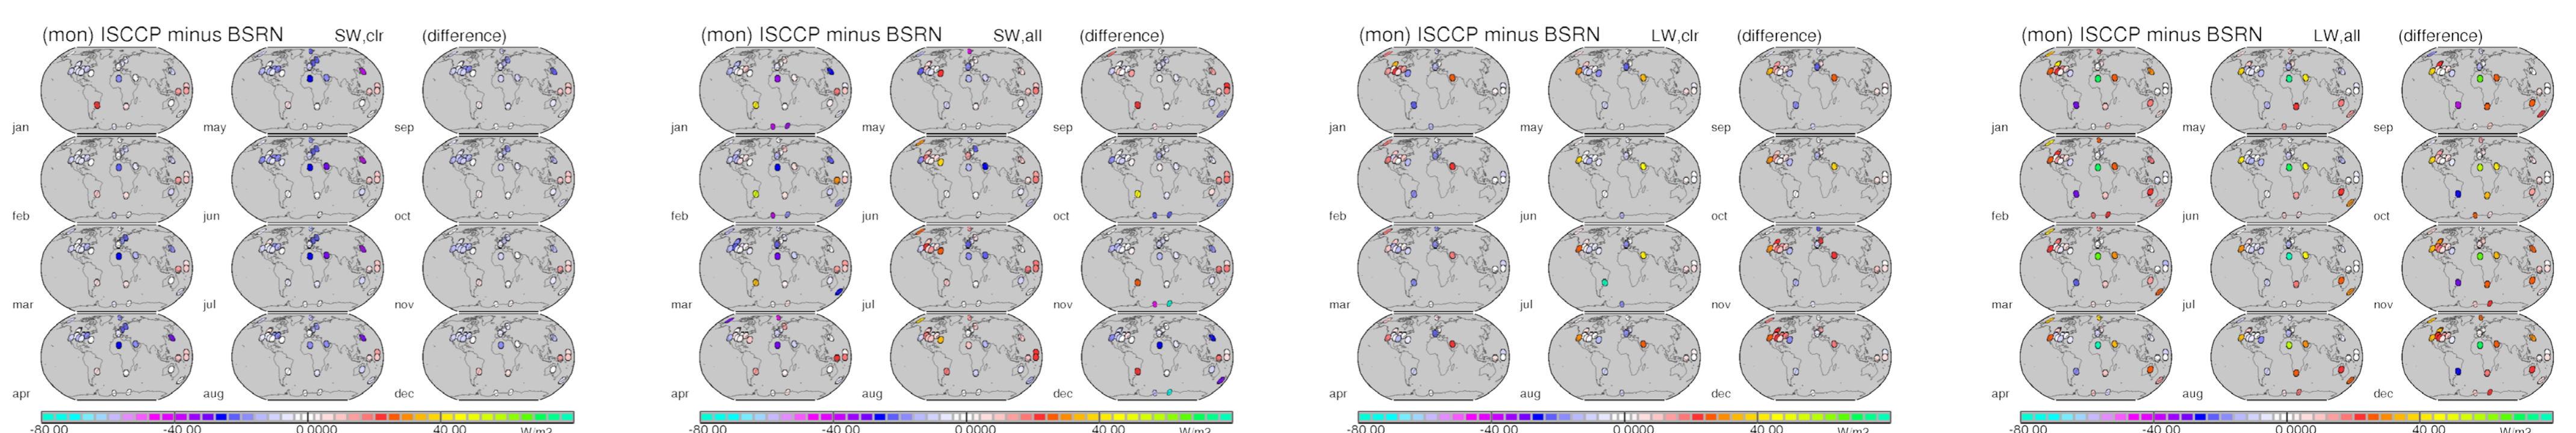 (mon) ISCCP minus BSRN SW,clr (difference)
jan may sep
feb jun oct
mar jul nov
apr aug dec
-80.00 -40.00 0.0000 40.00 W/m2
(mon) ISCCP minus BSRN SW,all (difference)
jan may sep
feb jun oct
mar jul nov
apr aug dec
-80.00 -40.00 0.0000 40.00 W/m2
(mon) ISCCP minus BSRN LW,clr (difference)
jan may sep
feb jun oct
mar jul nov
apr aug dec
-80.00 -40.00 0.0000 40.00 W/m2
(mon) ISCCP minus BSRN LW,all (difference)
jan may sep
feb jun oct
mar jul nov
apr aug dec
-80.00 -40.00 0.0000 40.00 W/m2